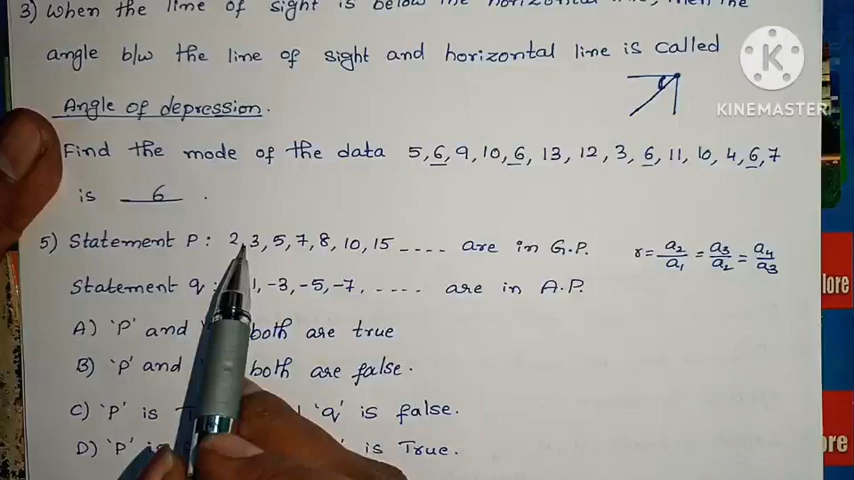 3) When the line of sight is below the horizontal line, then the
angle b/w the line of sight and horizontal line is called
Angle of depression.
KINEMASTER
Find the mode of the data 5, 6, 9, 10, 6, 13, 12, 3, 6, 11, 10, 4, 6, 7
is 6 .
5) Statement P: 2, 3, 5, 7, 8, 10, 15 .... are in G.P. r = a2/a1 = a3/a2 = a4/a3
Statement q : 1, -3, -5, -7, .... are in A.P.
A) 'P' and both are true
B) 'P' and both are false.
C) 'P' is 'q' is false.
D) 'P' is is True.
lore
ore